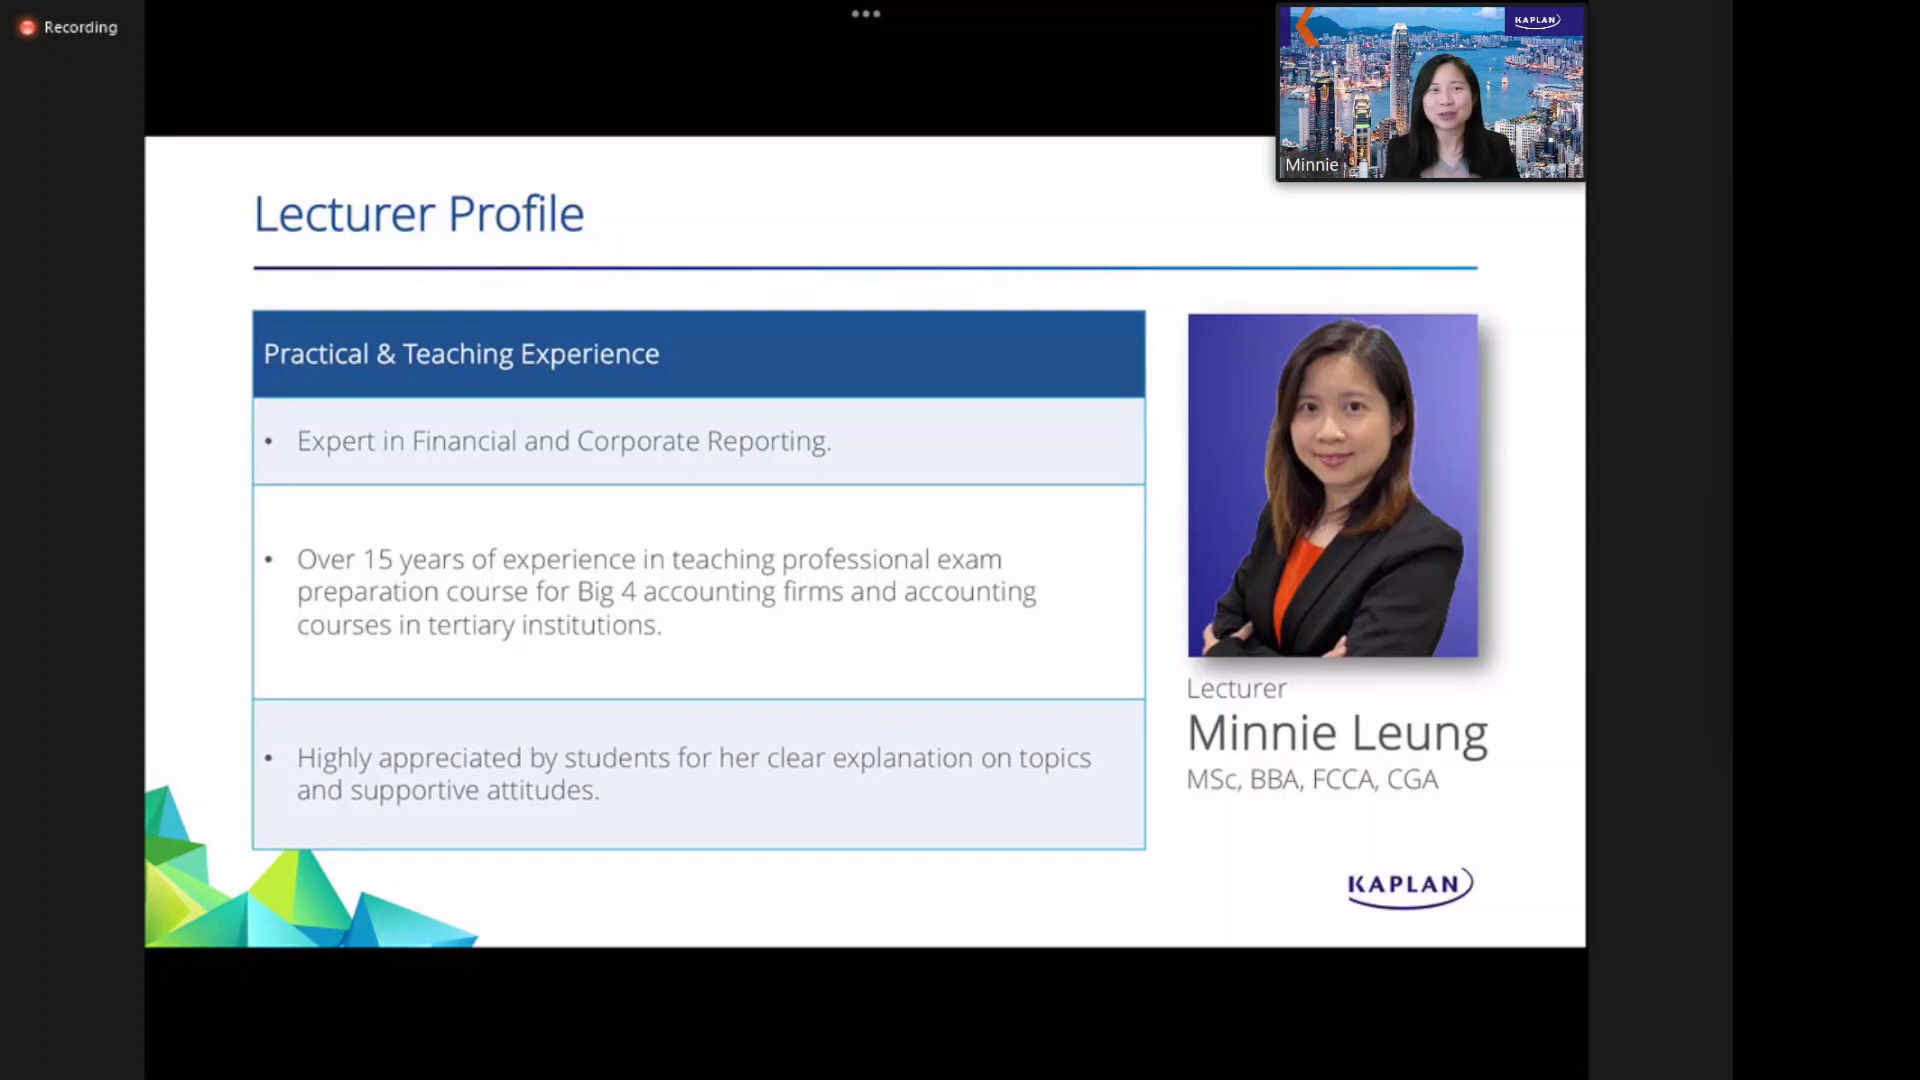 Recording
KAPLAN
Minnie
Lecturer Profile
Practical & Teaching Experience
• Expert in Financial and Corporate Reporting.
• Over 15 years of experience in teaching professional exam
preparation course for Big 4 accounting firms and accounting
courses in tertiary institutions.
• Highly appreciated by students for her clear explanation on topics
and supportive attitudes.
Lecturer
Minnie Leung
MSc, BBA, FCCA, CGA
KAPLAN